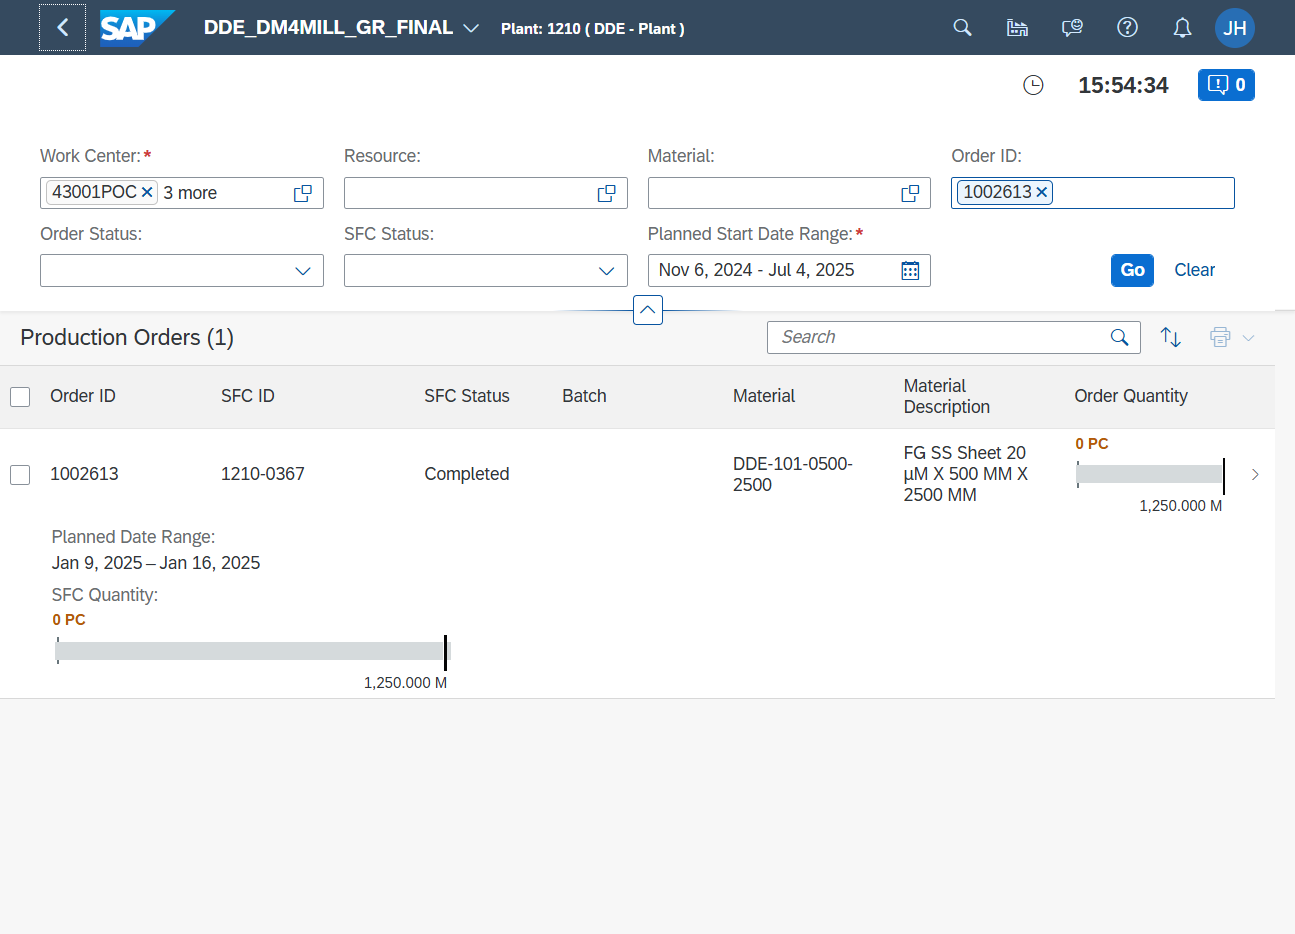 SAP DDE_DM4MILL_GR_FINAL Plant: 1210 ( DDE - Plant ) JH
15:54:34 0
Work Center:* Resource: Material: Order ID:
43001POC 3 more 1002613
Order Status: SFC Status: Planned Start Date Range:*
Nov 6, 2024 - Jul 4, 2025 Go Clear
Production Orders (1) Search
Order ID SFC ID SFC Status Batch Material Material Description Order Quantity
0 PC
1002613 1210-0367 Completed DDE-101-0500-2500 FG SS Sheet 20 µM X 500 MM X 2500 MM
1,250.000 M
Planned Date Range:
Jan 9, 2025 – Jan 16, 2025
SFC Quantity:
0 PC
1,250.000 M